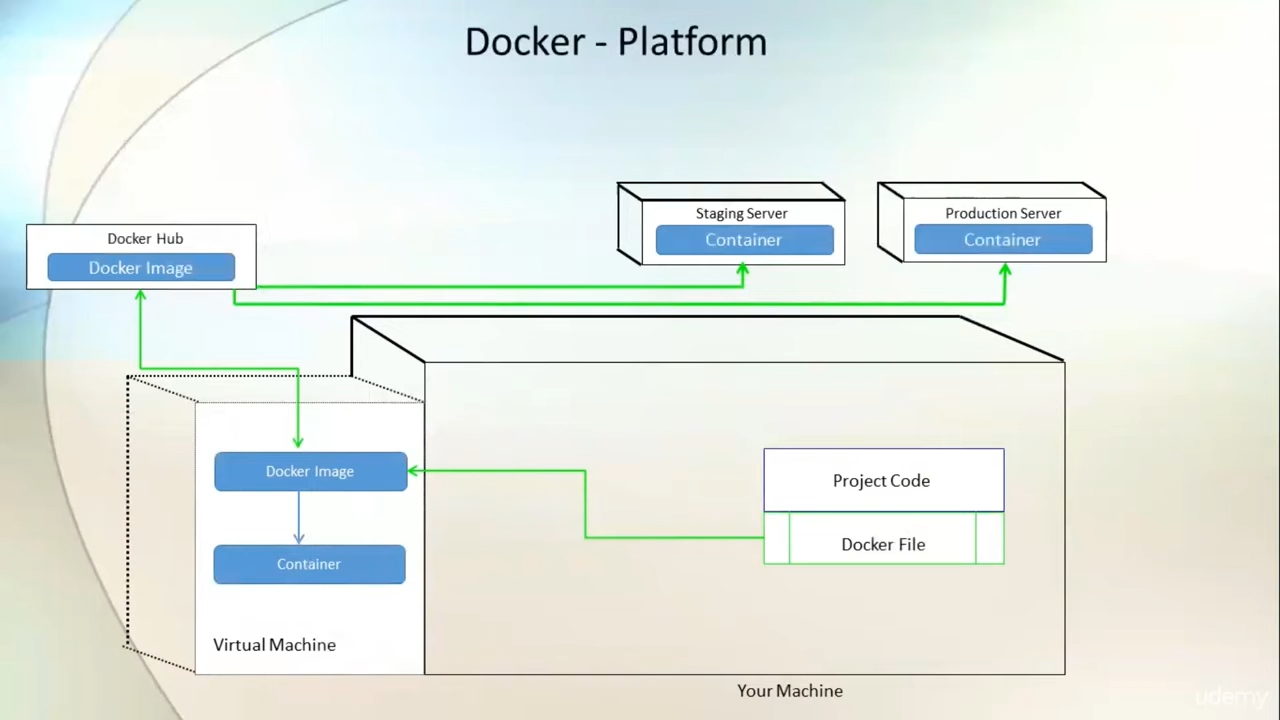 Docker - Platform
Staging Server
Container
Production Server
Container
Docker Hub
Docker Image
Docker Image
Container
Virtual Machine
Project Code
Docker File
Your Machine
udemy